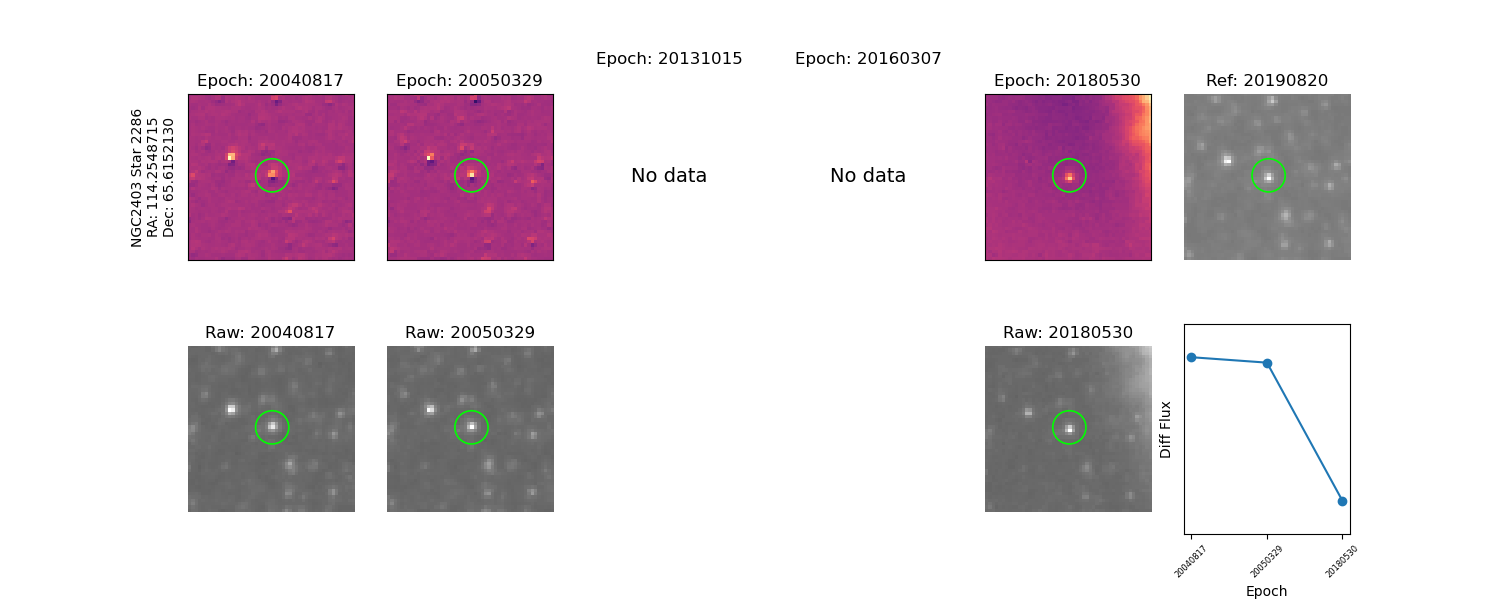 Epoch: 20040817
Epoch: 20050329
Epoch: 20131015
Epoch: 20160307
Epoch: 20180530
Ref: 20190820
NGC2403 Star 2286
RA: 114.2548715
Dec: 65.6152130
No data
No data
Raw: 20040817
Raw: 20050329
Raw: 20180530
Diff Flux
20040817
20050329
20180530
Epoch